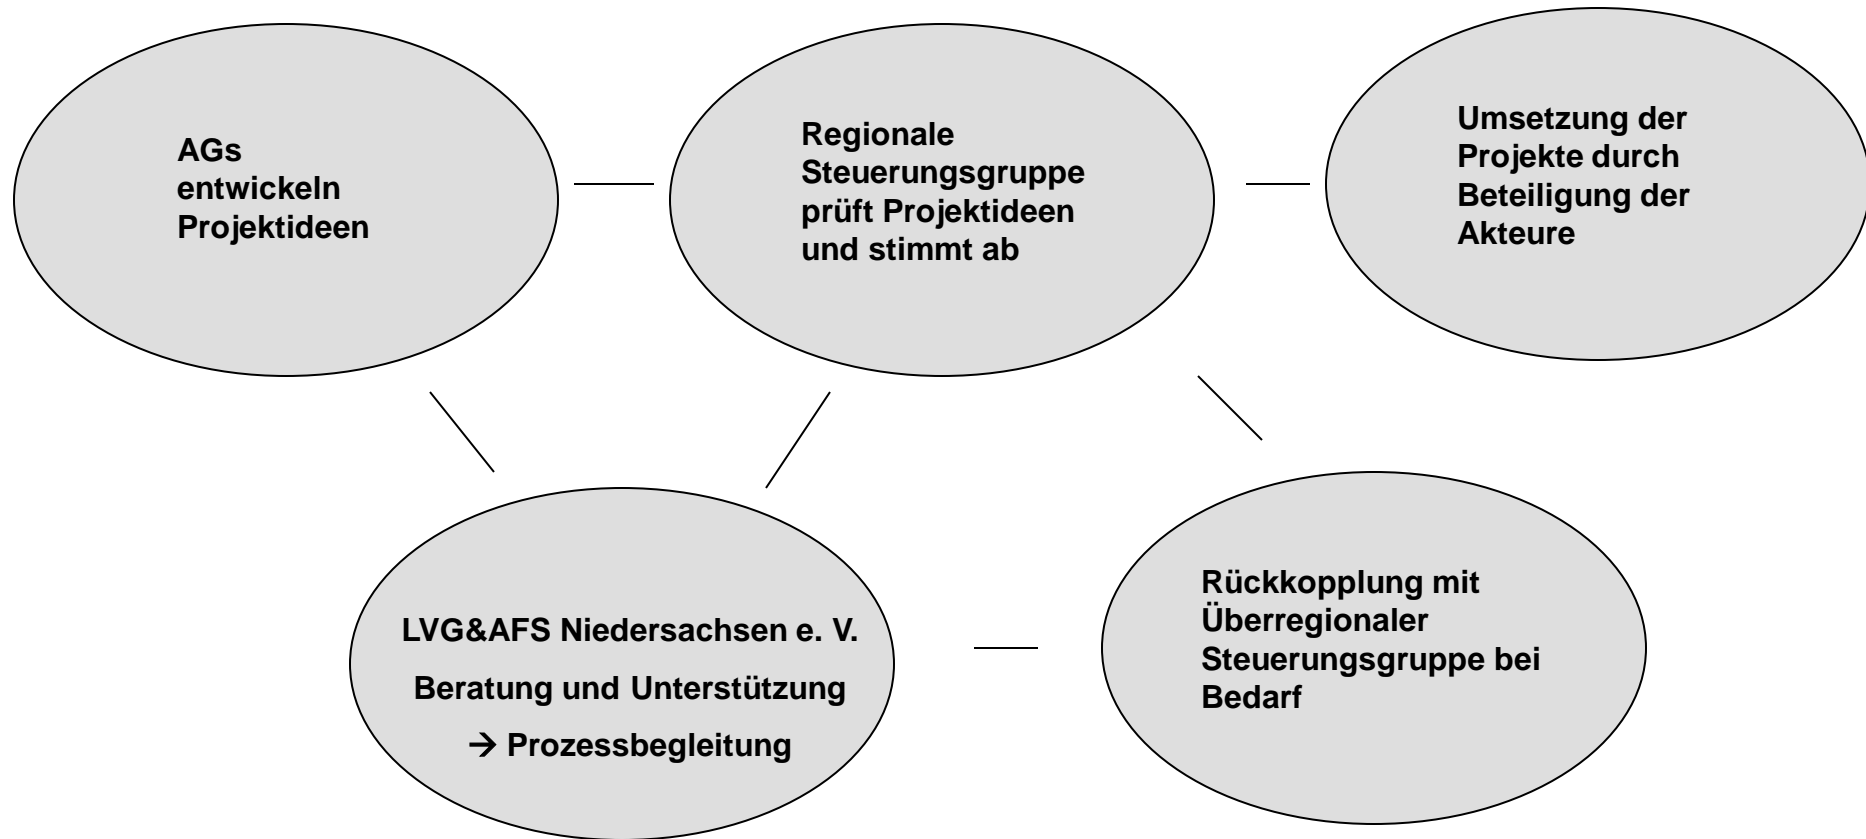 AGs
entwickeln
Projektideen
Regionale
Steuerungsgruppe
prüft Projektideen
und stimmt ab
Umsetzung der
Projekte durch
Beteiligung der
Akteure
LVG&AFS Niedersachsen e. V.
Beratung und Unterstützung
→ Prozessbegleitung
Rückkopplung mit
Überregionaler
Steuerungsgruppe bei
Bedarf